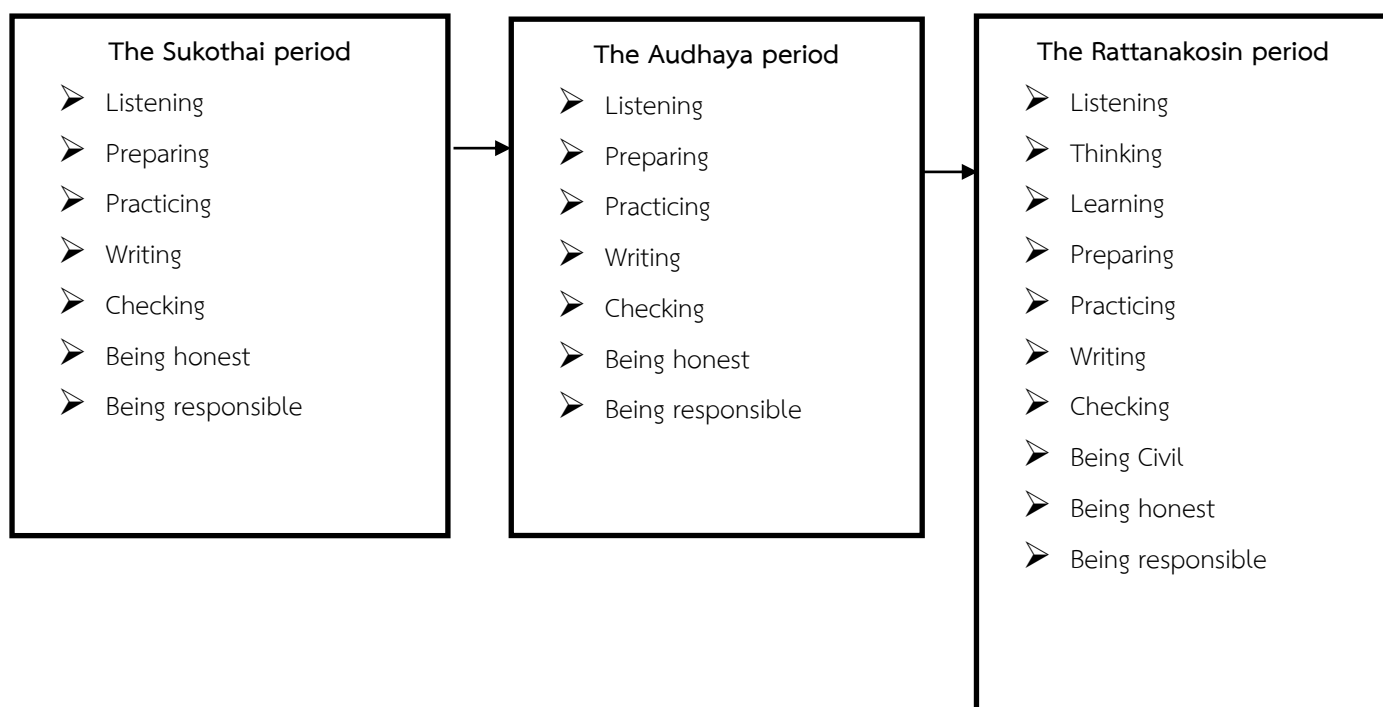 The Sukothai period
Listening
Preparing
Practicing
Writing
Checking
Being honest
Being responsible
The Audhaya period
Listening
Preparing
Practicing
Writing
Checking
Being honest
Being responsible
The Rattanakosin period
Listening
Thinking
Learning
Preparing
Practicing
Writing
Checking
Being Civil
Being honest
Being responsible